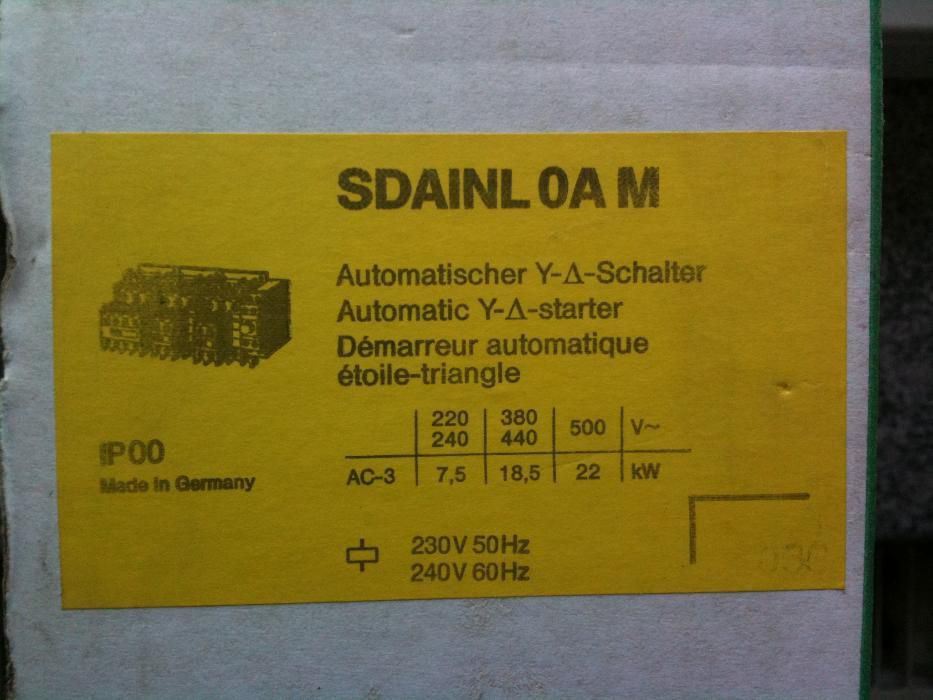 SDAINL 0A M
Automatischer Y-Δ-Schalter
Automatic Y-Δ-starter
Démarreur automatique
étoile-triangle
220 380
240 440 500 V~
AC-3 7,5 18,5 22 kW
IP00
Made in Germany
230V 50Hz
240V 60Hz